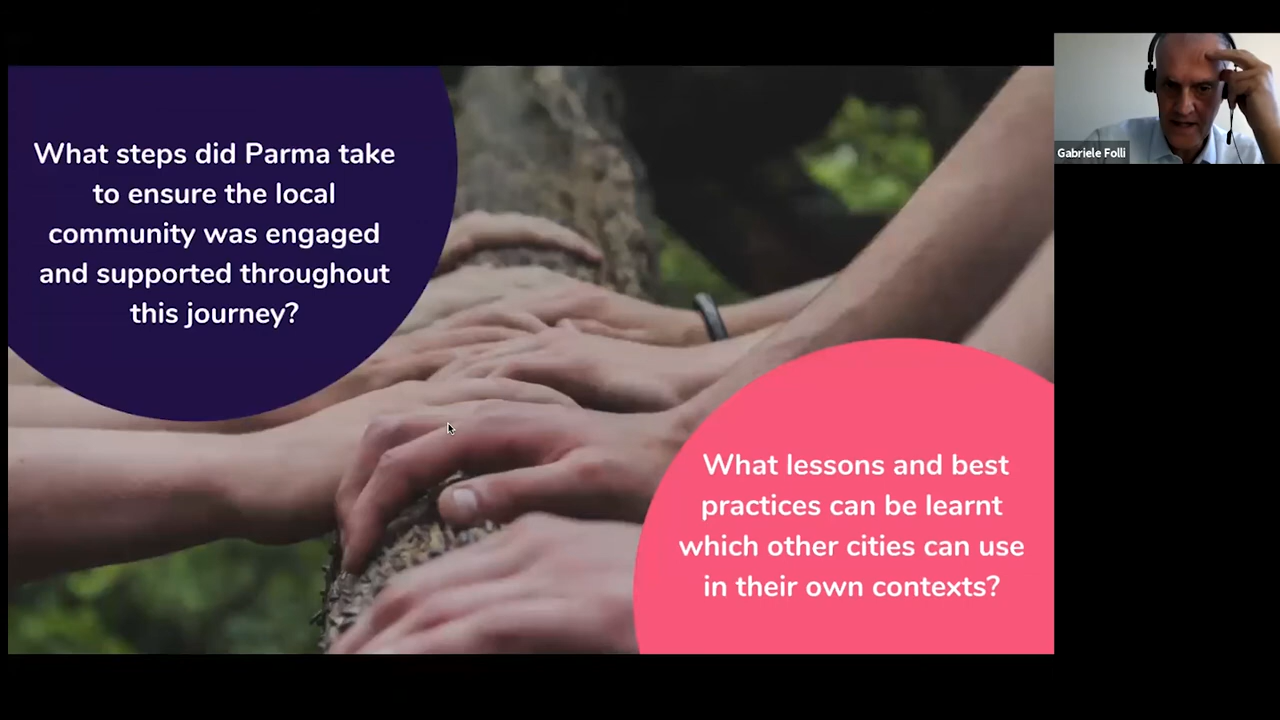 What steps did Parma take
to ensure the local
community was engaged
and supported throughout
this journey?
What lessons and best
practices can be learnt
which other cities can use
in their own contexts?
Gabriele Folli